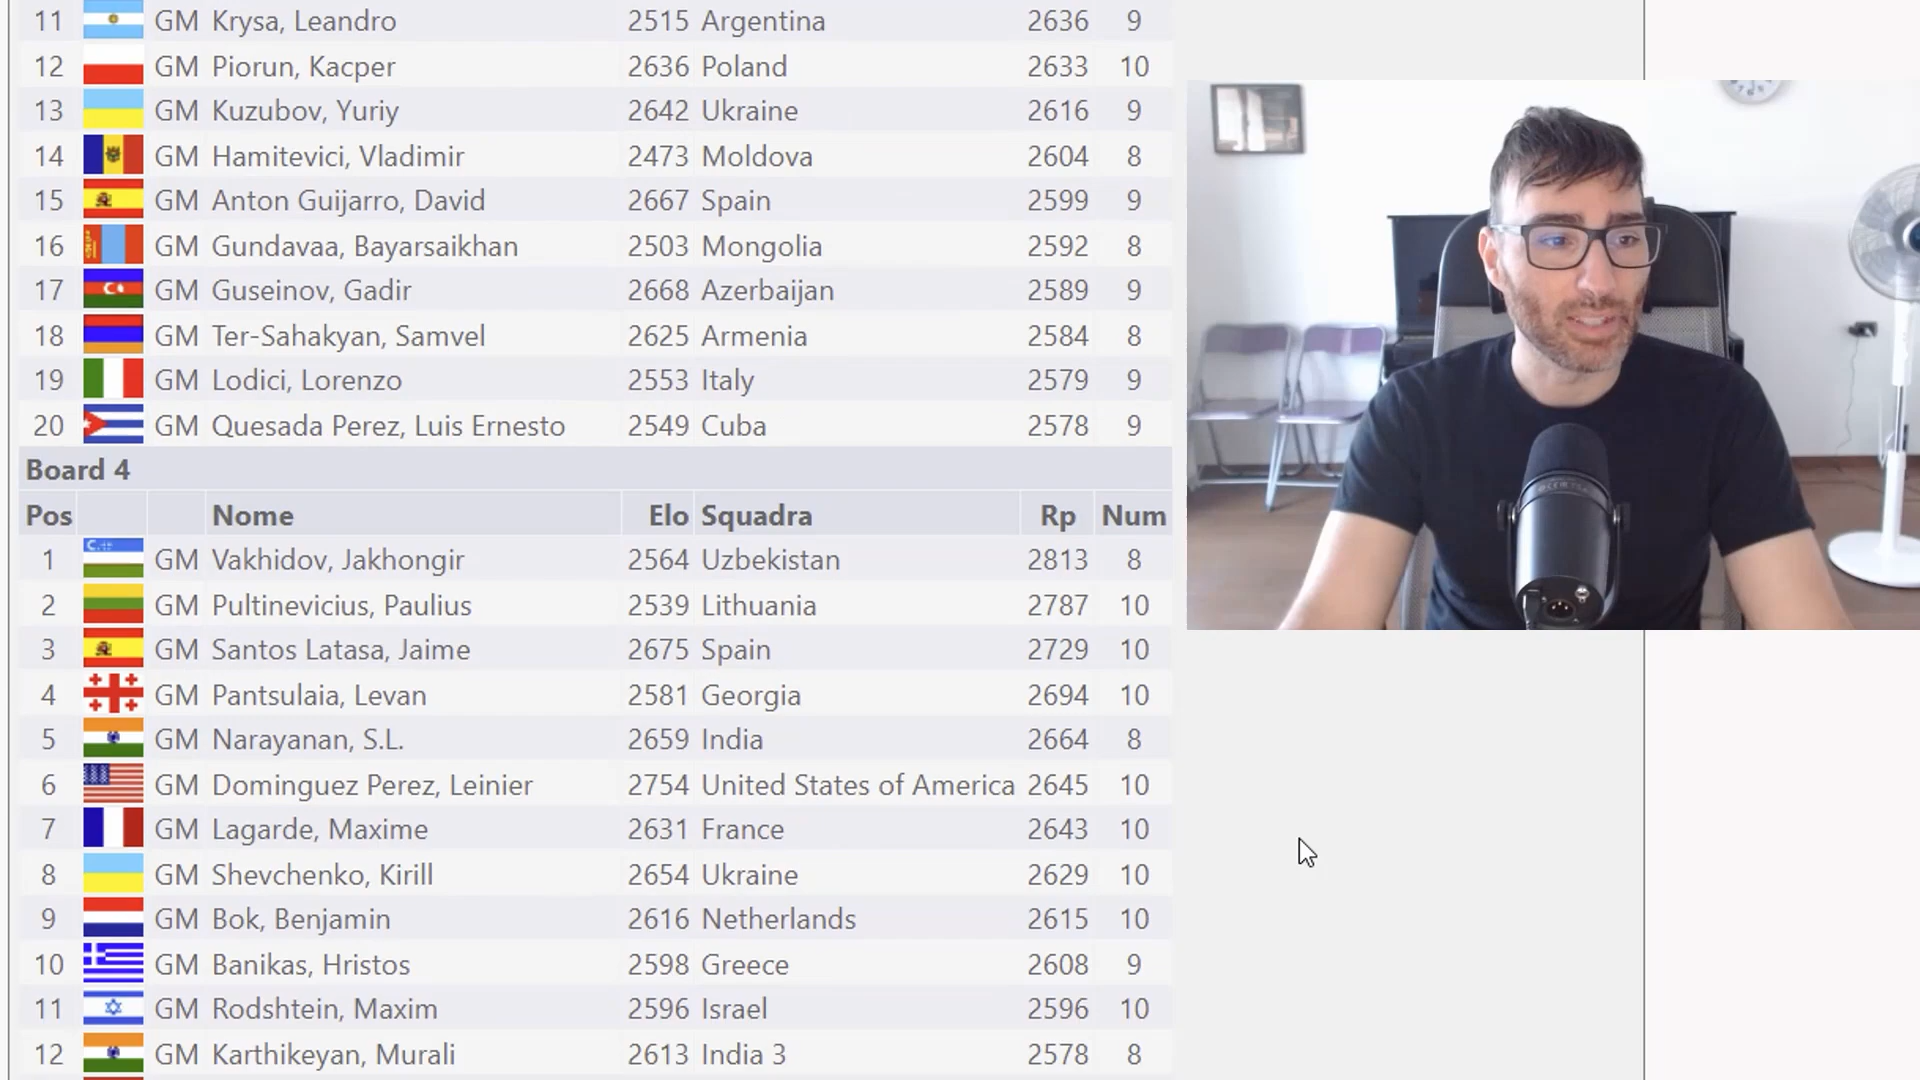 11 GM Krysa, Leandro 2515 Argentina 2636 9
12 GM Piorun, Kacper 2636 Poland 2633 10
13 GM Kuzubov, Yuriy 2642 Ukraine 2616 9
14 GM Hamitevici, Vladimir 2473 Moldova 2604 8
15 GM Anton Guijarro, David 2667 Spain 2599 9
16 GM Gundavaa, Bayarsaikhan 2503 Mongolia 2592 8
17 GM Guseinov, Gadir 2668 Azerbaijan 2589 9
18 GM Ter-Sahakyan, Samvel 2625 Armenia 2584 8
19 GM Lodici, Lorenzo 2553 Italy 2579 9
20 GM Quesada Perez, Luis Ernesto 2549 Cuba 2578 9
Board 4
Pos Nome Elo Squadra Rp Num
1 GM Vakhidov, Jakhongir 2564 Uzbekistan 2813 8
2 GM Pultinevicius, Paulius 2539 Lithuania 2787 10
3 GM Santos Latasa, Jaime 2675 Spain 2729 10
4 GM Pantsulaia, Levan 2581 Georgia 2694 10
5 GM Narayanan, S.L. 2659 India 2664 8
6 GM Dominguez Perez, Leinier 2754 United States of America 2645 10
7 GM Lagarde, Maxime 2631 France 2643 10
8 GM Shevchenko, Kirill 2654 Ukraine 2629 10
9 GM Bok, Benjamin 2616 Netherlands 2615 10
10 GM Banikas, Hristos 2598 Greece 2608 9
11 GM Rodshtein, Maxim 2596 Israel 2596 10
12 GM Karthikeyan, Murali 2613 India 3 2578 8